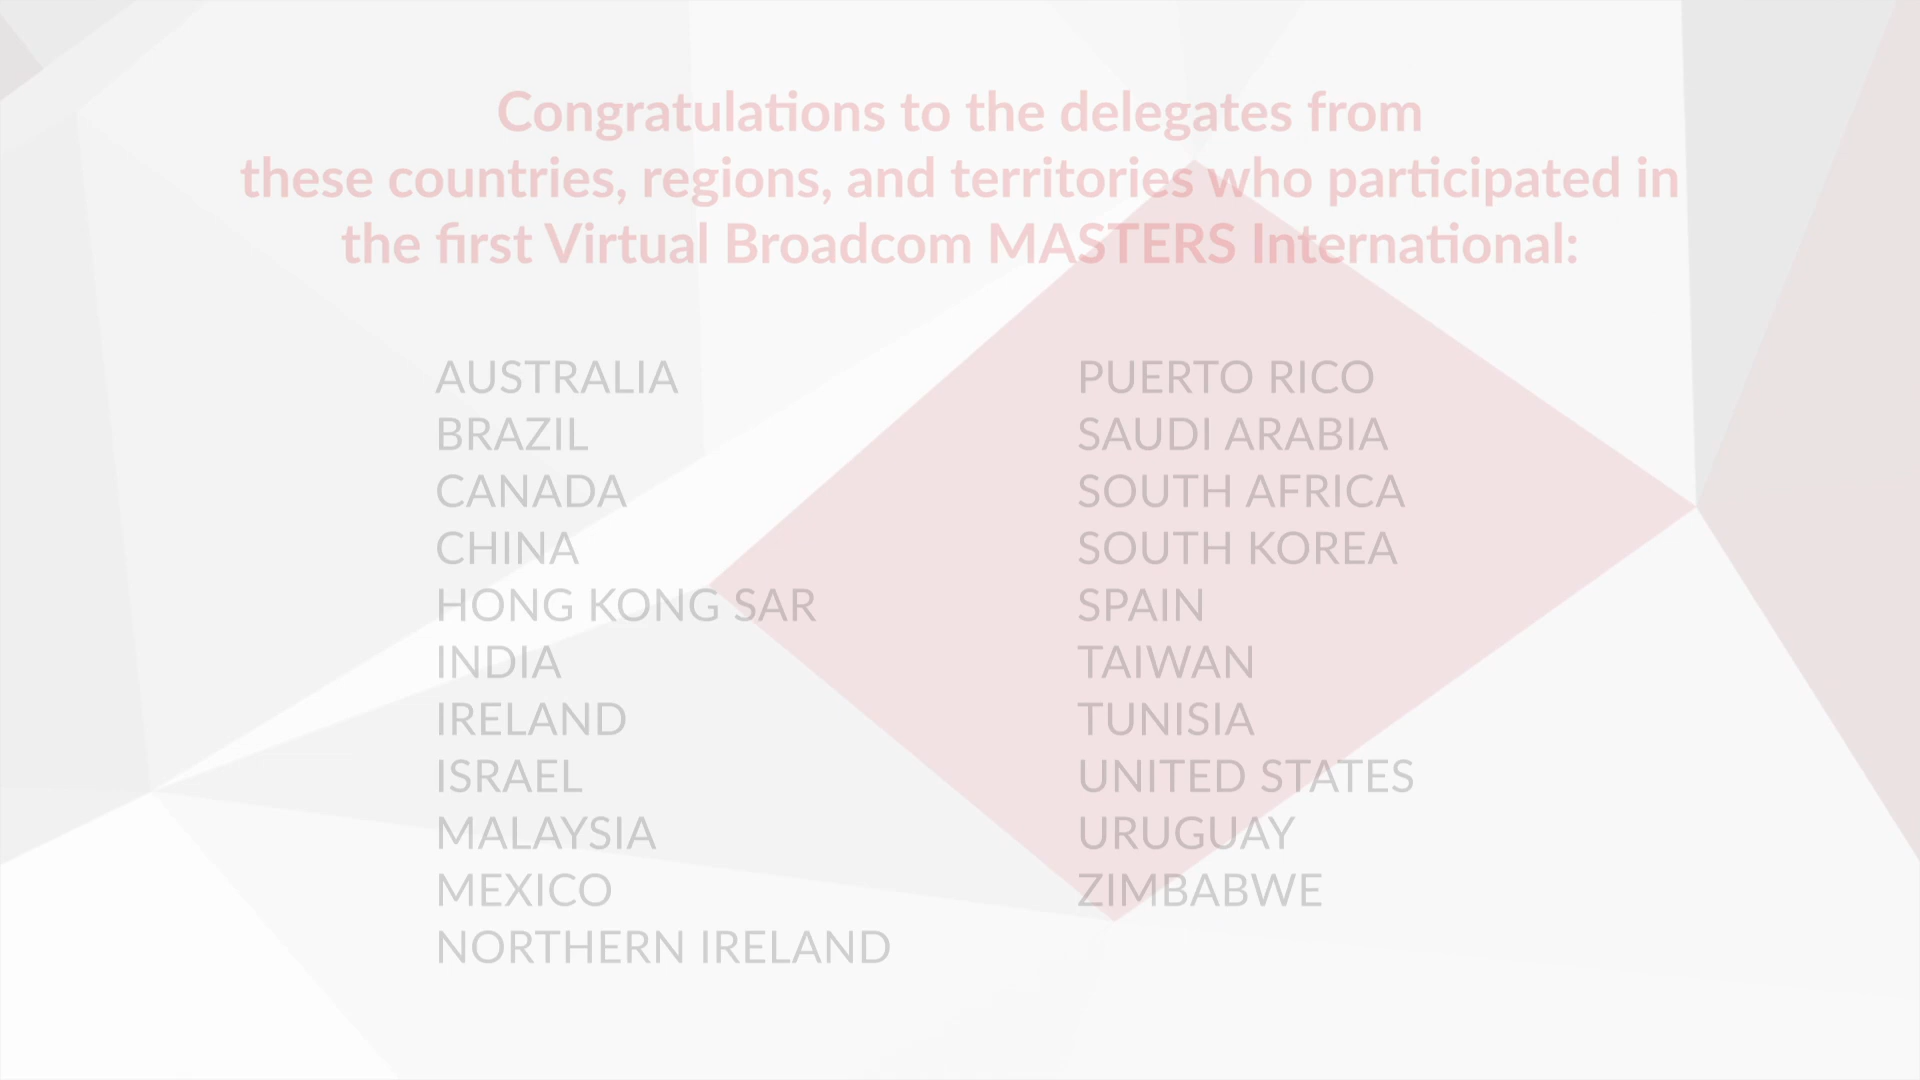 Congratulations to the delegates from
these countries, regions, and territories who participated in
the first Virtual Broadcom MASTERS International:
AUSTRALIA
BRAZIL
CANADA
CHINA
HONG KONG SAR
INDIA
IRELAND
ISRAEL
MALAYSIA
MEXICO
NORTHERN IRELAND
PUERTO RICO
SAUDI ARABIA
SOUTH AFRICA
SOUTH KOREA
SPAIN
TAIWAN
TUNISIA
UNITED STATES
URUGUAY
ZIMBABWE